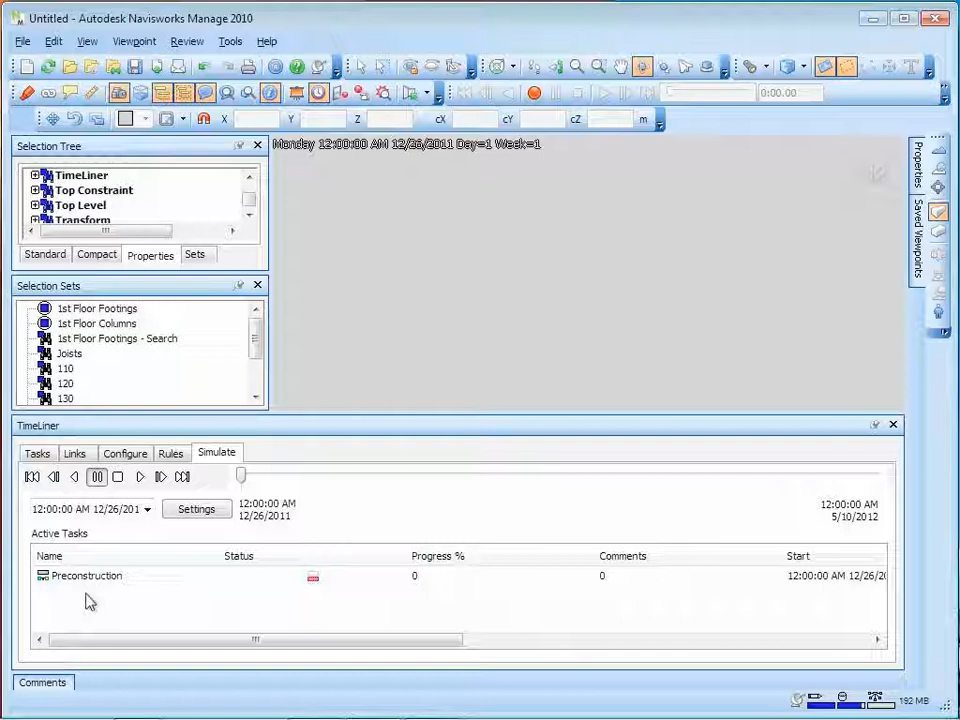 Untitled - Autodesk Navisworks Manage 2010
File Edit View Viewpoint Review Tools Help
0:00.00
X Y Z cX cY cZ m
Selection Tree
Monday 12:00:00 AM 12/26/2011 Day=1 Week=1
TimeLiner
Top Constraint
Top Level
Transform
Standard Compact Properties Sets
Properties
Saved Viewpoints
Selection Sets
1st Floor Footings
1st Floor Columns
1st Floor Footings - Search
Joists
110
120
130
TimeLiner
Tasks Links Configure Rules Simulate
12:00:00 AM 12/26/201 Settings
12:00:00 AM
12/26/2011
12:00:00 AM
5/10/2012
Active Tasks
Name Status Progress % Comments Start
Preconstruction 0 0 12:00:00 AM 12/26/20
Comments
192 MB